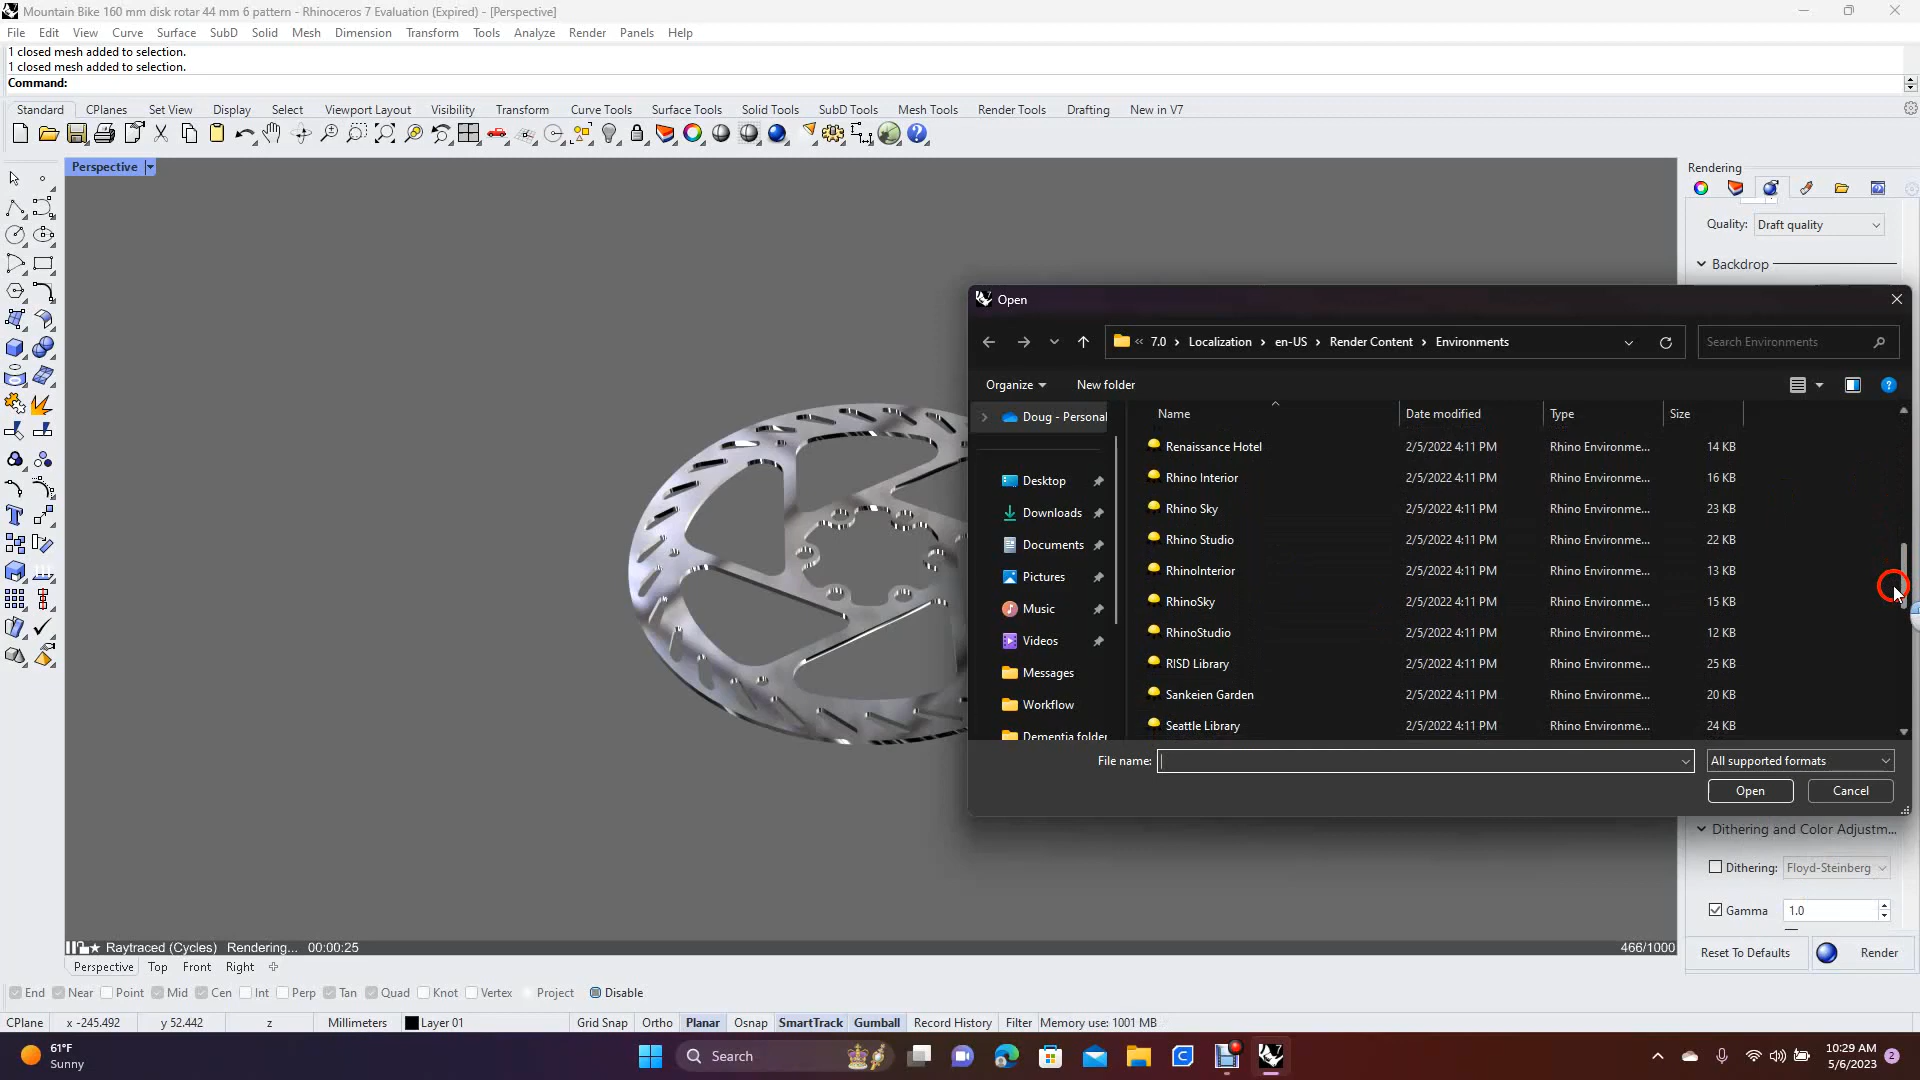 Mountain Bike 160 mm disk rotar 44 mm 6 pattern - Rhinoceros 7 Evaluation (Expired) - [Perspective]
File Edit View Curve Surface SubD Solid Mesh Dimension Transform Tools Analyze Render Panels Help
1 closed mesh added to selection.
1 closed mesh added to selection.
Command:
Standard CPlanes Set View Display Select Viewport Layout Visibility Transform Curve Tools Surface Tools Solid Tools SubD Tools Mesh Tools Render Tools Drafting New in V7
Perspective
Rendering
Quality: Draft quality
Backdrop
Open
« 7.0 › Localization › en-US › Render Content › Environments
Search Environments
Organize New folder
Name Date modified Type Size
Doug - Personal
Desktop
Downloads
Documents
Pictures
Music
Videos
Messages
Workflow
Dementia folder
Renaissance Hotel 2/5/2022 4:11 PM Rhino Environme... 14 KB
Rhino Interior 2/5/2022 4:11 PM Rhino Environme... 16 KB
Rhino Sky 2/5/2022 4:11 PM Rhino Environme... 23 KB
Rhino Studio 2/5/2022 4:11 PM Rhino Environme... 22 KB
RhinoInterior 2/5/2022 4:11 PM Rhino Environme... 13 KB
RhinoSky 2/5/2022 4:11 PM Rhino Environme... 15 KB
RhinoStudio 2/5/2022 4:11 PM Rhino Environme... 12 KB
RISD Library 2/5/2022 4:11 PM Rhino Environme... 25 KB
Sankeien Garden 2/5/2022 4:11 PM Rhino Environme... 20 KB
Seattle Library 2/5/2022 4:11 PM Rhino Environme... 24 KB
File name: All supported formats
Open Cancel
Dithering and Color Adjustm...
Dithering: Floyd-Steinberg
Gamma 1.0
Reset To Defaults Render
Raytraced (Cycles) Rendering... 00:00:25 466/1000
Perspective Top Front Right
End Near Point Mid Cen Int Perp Tan Quad Knot Vertex Project Disable
CPlane x -245.492 y 52.442 z Millimeters Layer 01 Grid Snap Ortho Planar Osnap SmartTrack Gumball Record History Filter Memory use: 1001 MB
61°F
Sunny
Search
10:29 AM
5/6/2023
2